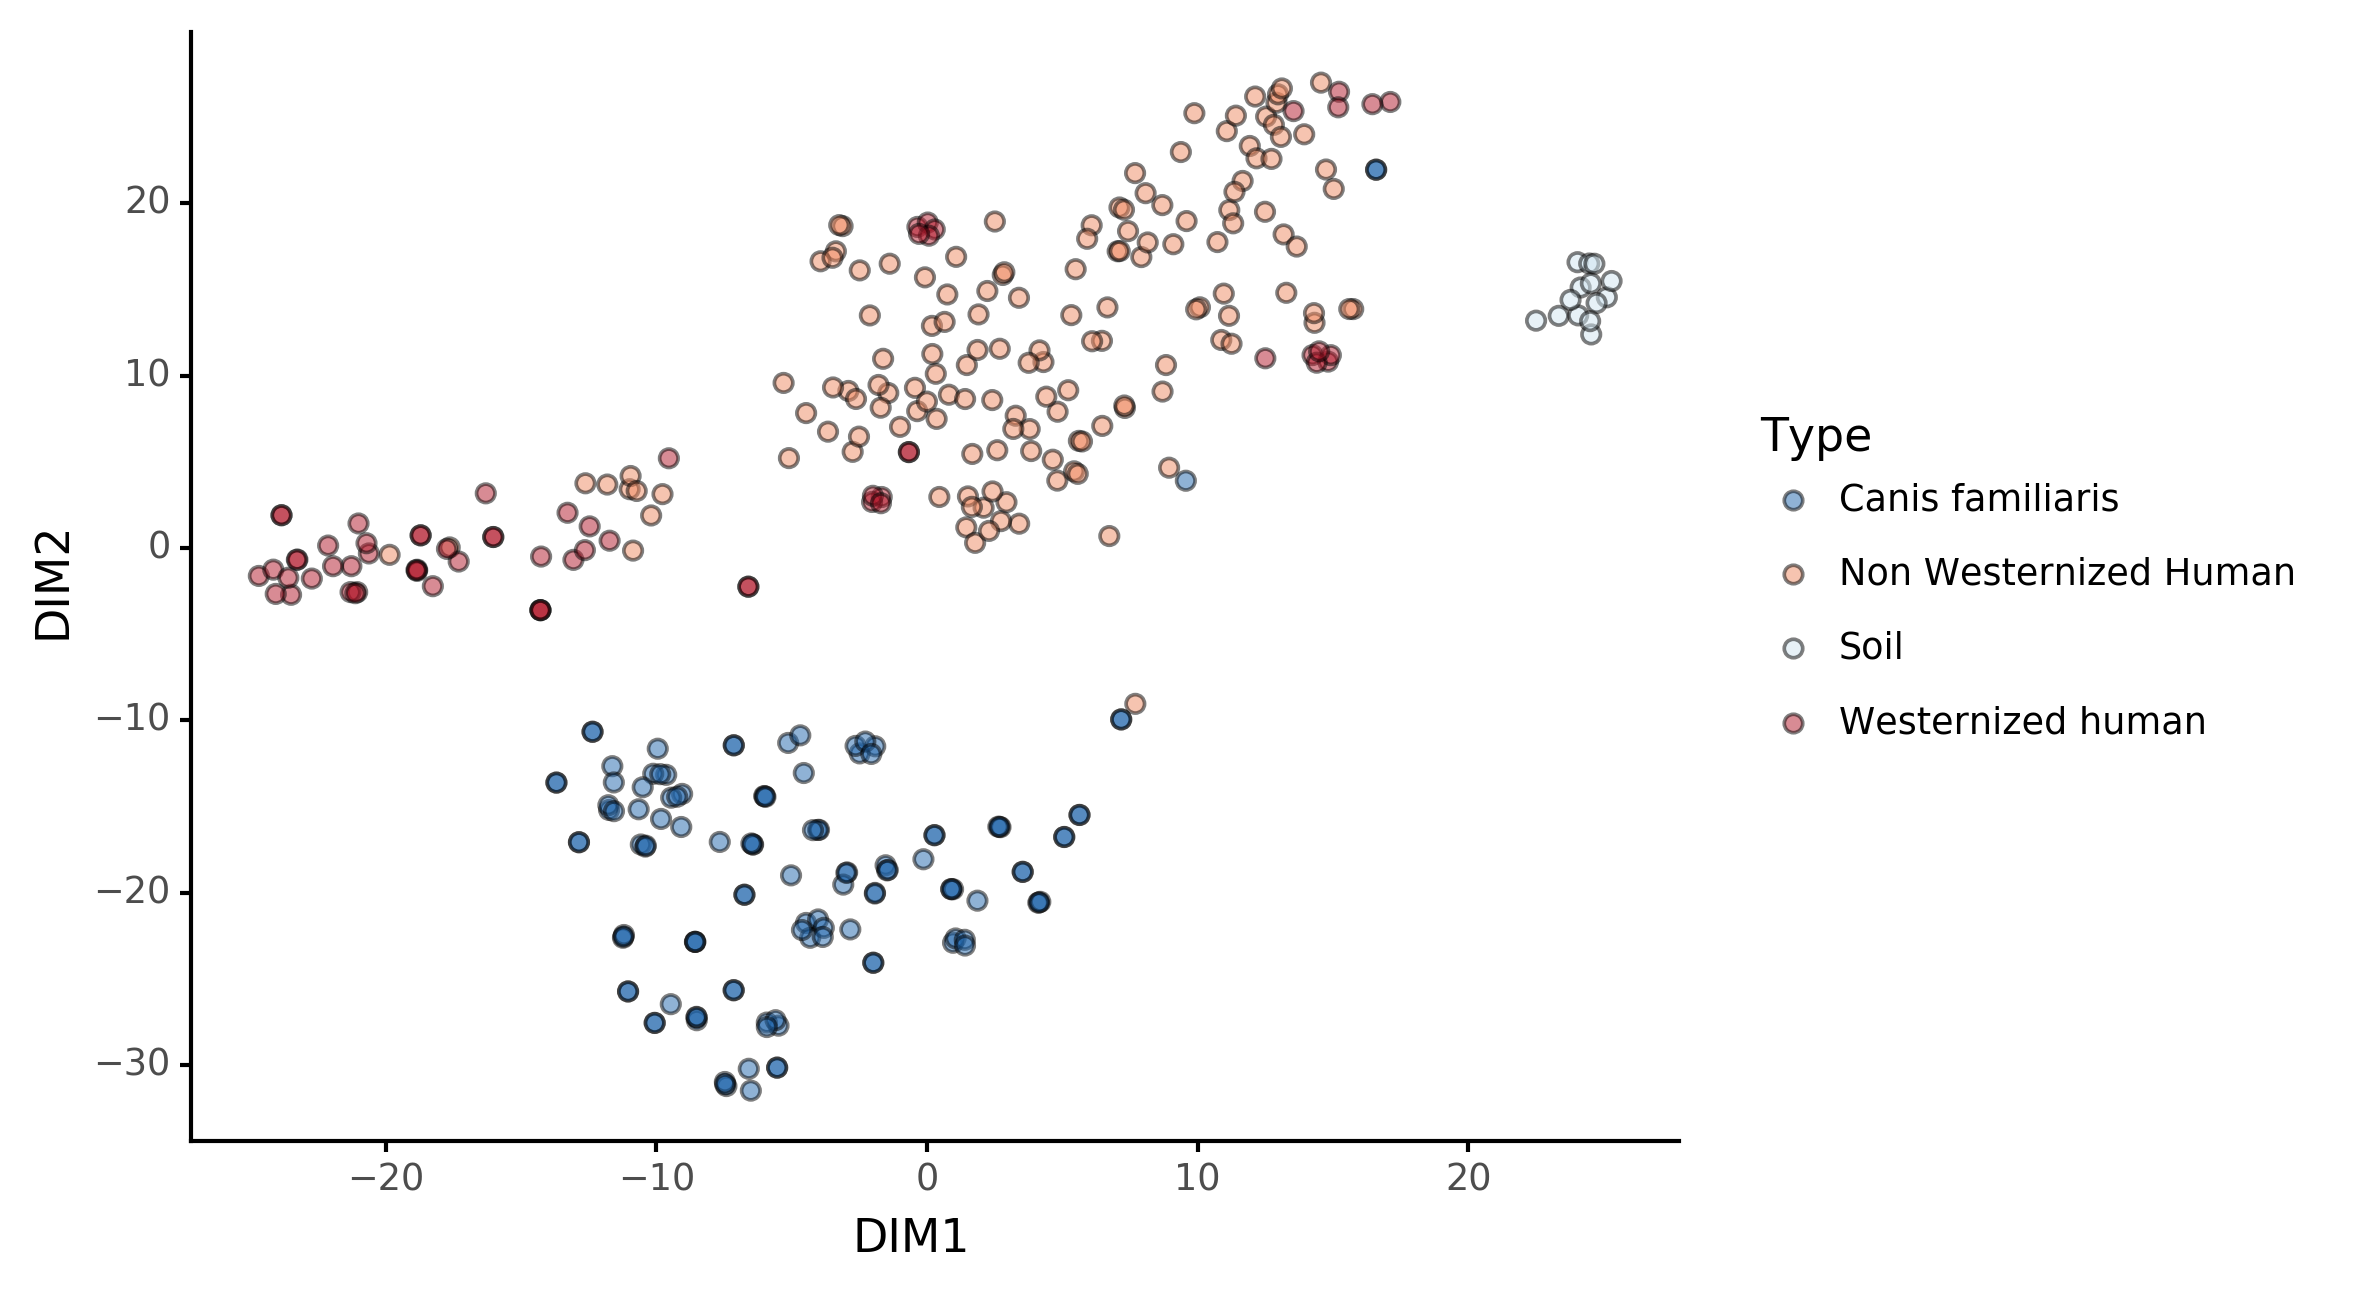 20
10
0
−10
−20
−30
DIM2
−20
−10
0
10
20
DIM1
Type
Canis familiaris
Non Westernized Human
Soil
Westernized human